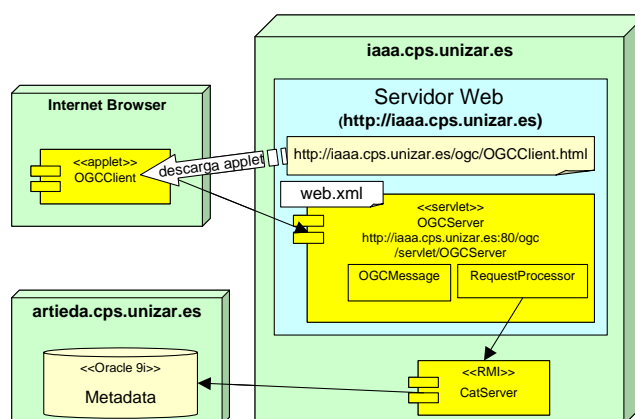 iaaa.cps.unizar.es
Internet Browser
<<applet>>
OGCClient
descarga applet
Servidor Web
(http://iaaa.cps.unizar.es)
http://iaaa.cps.unizar.es/ogc/OGCClient.html
web.xml
<<servlet>>
OGCServer
http://iaaa.cps.unizar.es:80/ogc
/servlet/OGCServer
OGCMessage
RequestProcessor
artieda.cps.unizar.es
<<Oracle 9i>>
Metadata
<<RMI>>
CatServer